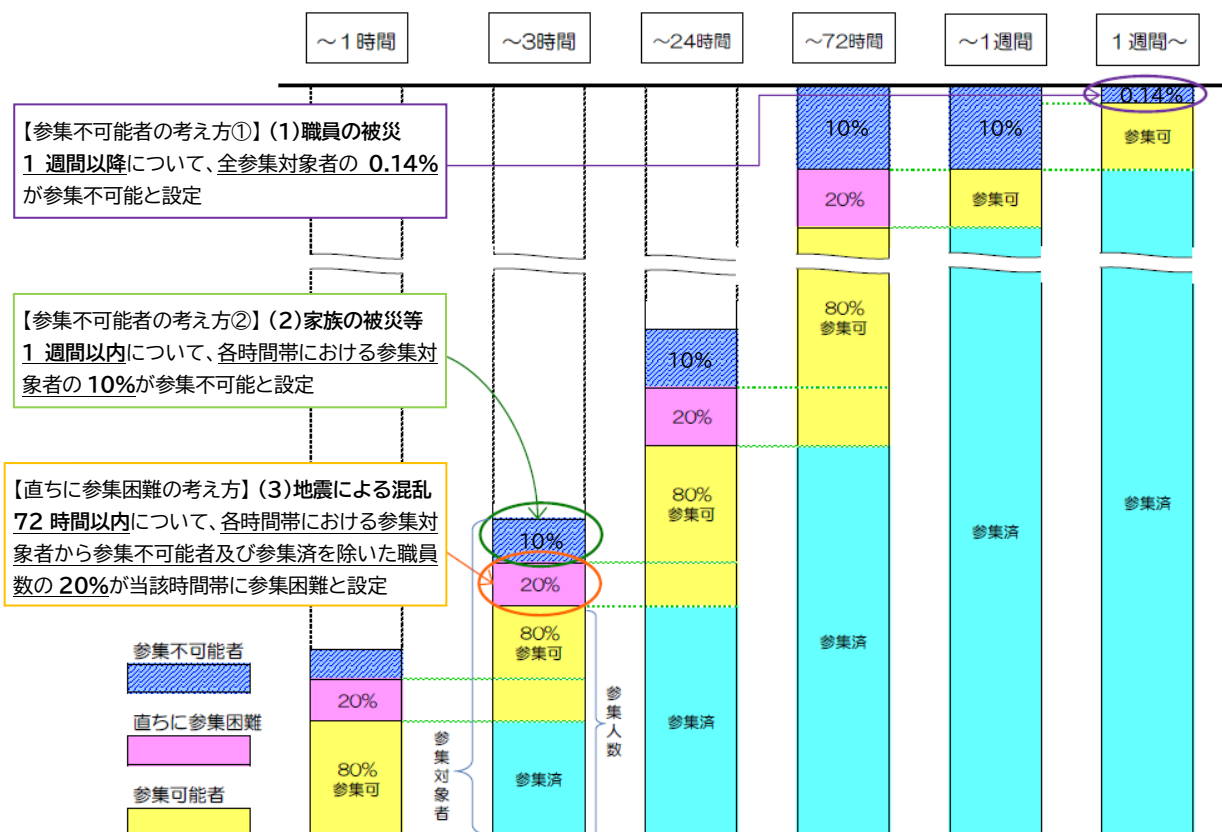 ～1時間
～3時間
～24時間
～72時間
～1週間
1週間～
【参集不可能者の考え方①】(1)職員の被災
1 週間以降について、全参集対象者の 0.14%
が参集不可能と設定
【参集不可能者の考え方②】(2)家族の被災等
1 週間以内について、各時間帯における参集対
象者の 10%が参集不可能と設定
【直ちに参集困難の考え方】(3)地震による混乱
72 時間以内について、各時間帯における参集対
象者から参集不可能者及び参集済を除いた職員
数の 20%が当該時間帯に参集困難と設定
参集不可能者
直ちに参集困難
参集可能者
20%
80%
参集可
参集対象者
10%
20%
80%
参集可
参集済
参集人数
10%
20%
80%
参集可
参集済
10%
20%
80%
参集可
参集済
10%
参集可
参集済
0.14%
参集可
参集済